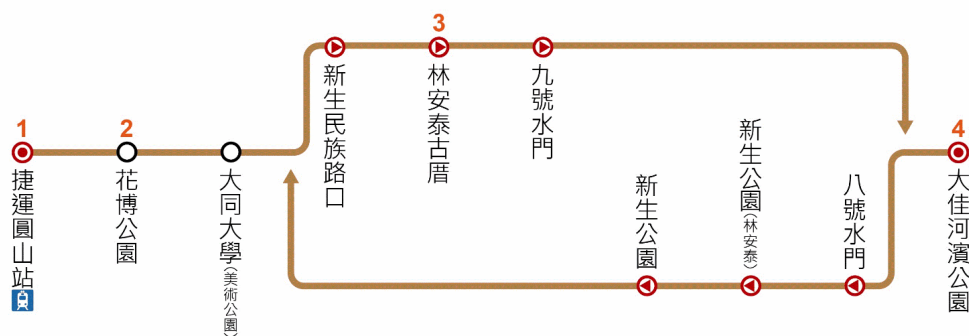 1
捷運圓山站
2
花博公園
大同大學(美術公園)
新生民族路口
3
林安泰古厝
九號水門
新生公園
新生公園(林安泰)
八號水門
4
大佳河濱公園